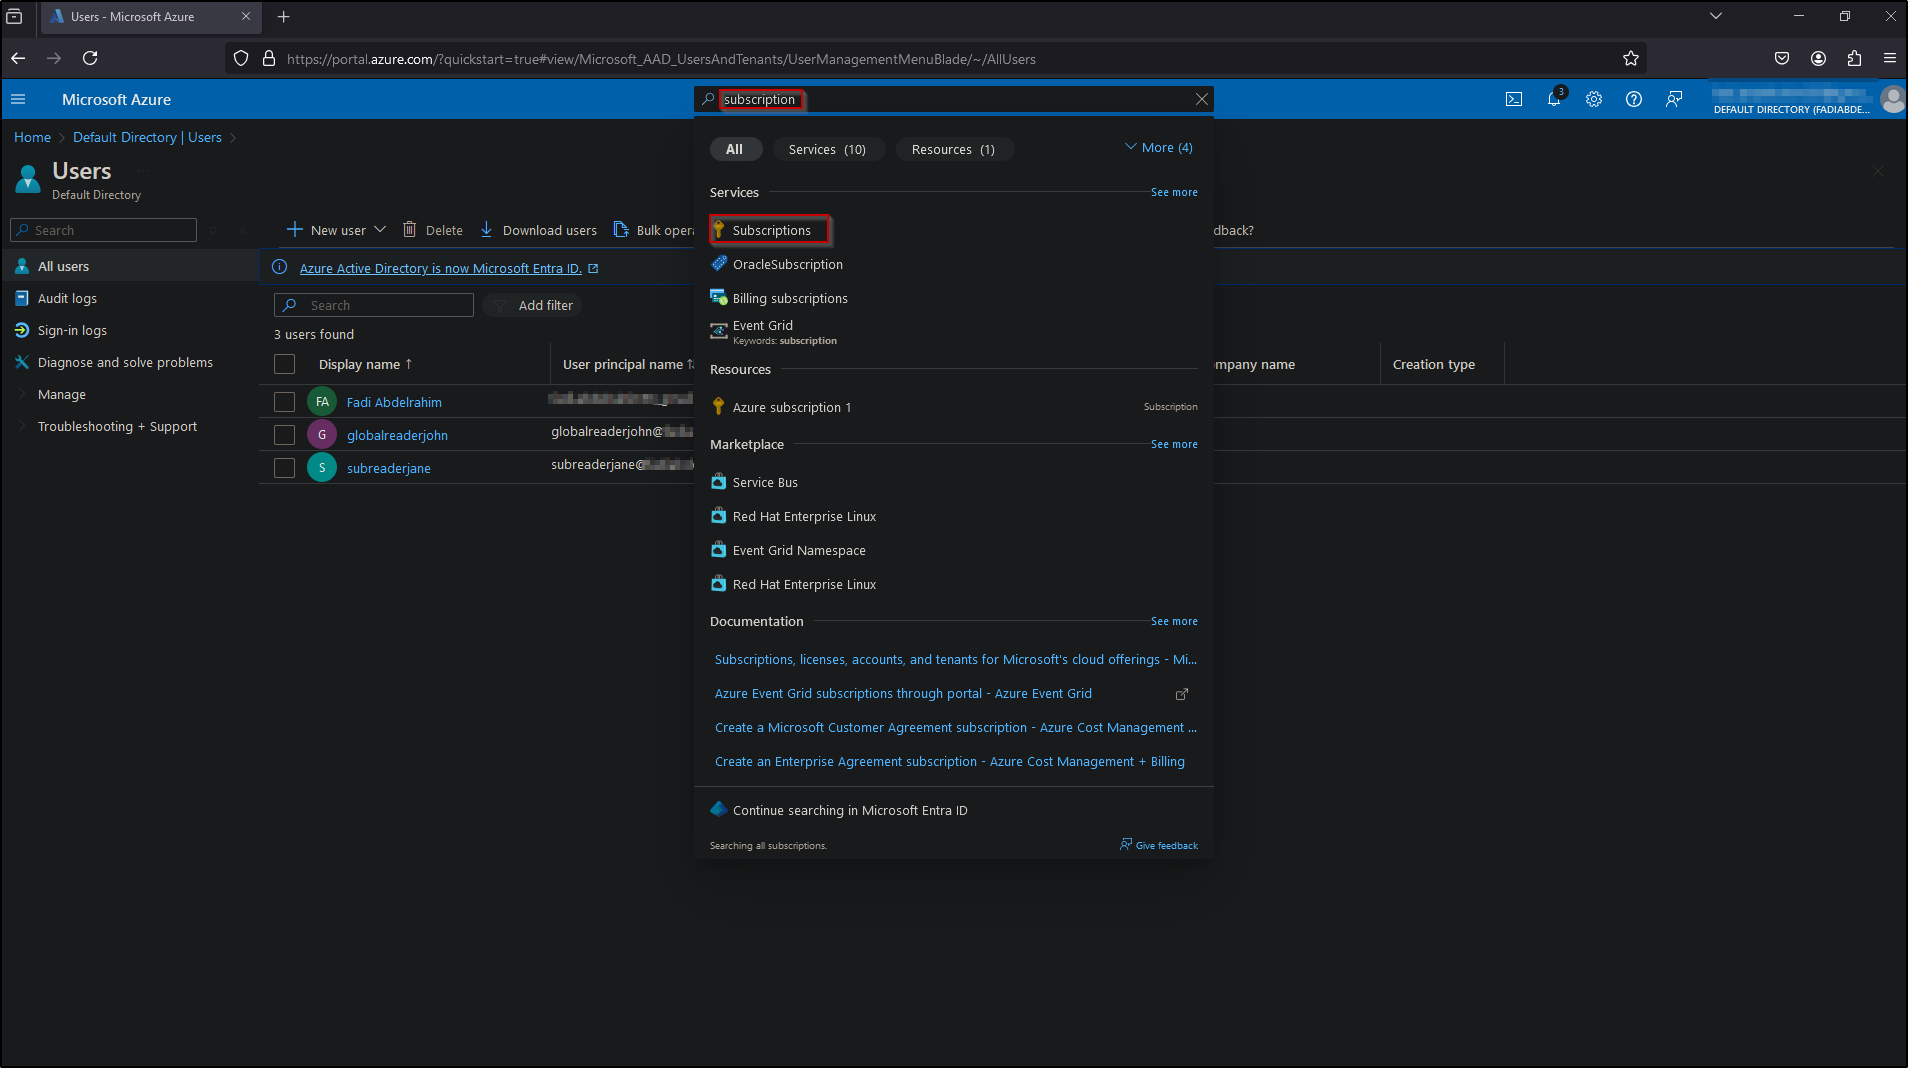 Users - Microsoft Azure
https://portal.azure.com/?quickstart=true#view/Microsoft_AAD_UsersAndTenants/UserManagementMenuBlade/~/AllUsers
Microsoft Azure
subscription
3
DEFAULT DIRECTORY (FADIABDE...
Home
Default Directory | Users
Users
Default Directory
Search
All users
Audit logs
Sign-in logs
Diagnose and solve problems
Manage
Troubleshooting + Support
New user
Delete
Download users
Bulk opera
dback?
Azure Active Directory is now Microsoft Entra ID.
Search
Add filter
3 users found
Display name ↑
User principal name ↑
mpany name
Creation type
FA
Fadi Abdelrahim
G
globalreaderjohn
globalreaderjohn@
S
subreaderjane
subreaderjane@
All
Services (10)
Resources (1)
More (4)
Services
See more
Subscriptions
OracleSubscription
Billing subscriptions
Event Grid
Keywords: subscription
Resources
Azure subscription 1
Subscription
Marketplace
See more
Service Bus
Red Hat Enterprise Linux
Event Grid Namespace
Red Hat Enterprise Linux
Documentation
See more
Subscriptions, licenses, accounts, and tenants for Microsoft's cloud offerings - Mi...
Azure Event Grid subscriptions through portal - Azure Event Grid
Create a Microsoft Customer Agreement subscription - Azure Cost Management ...
Create an Enterprise Agreement subscription - Azure Cost Management + Billing
Continue searching in Microsoft Entra ID
Searching all subscriptions.
Give feedback